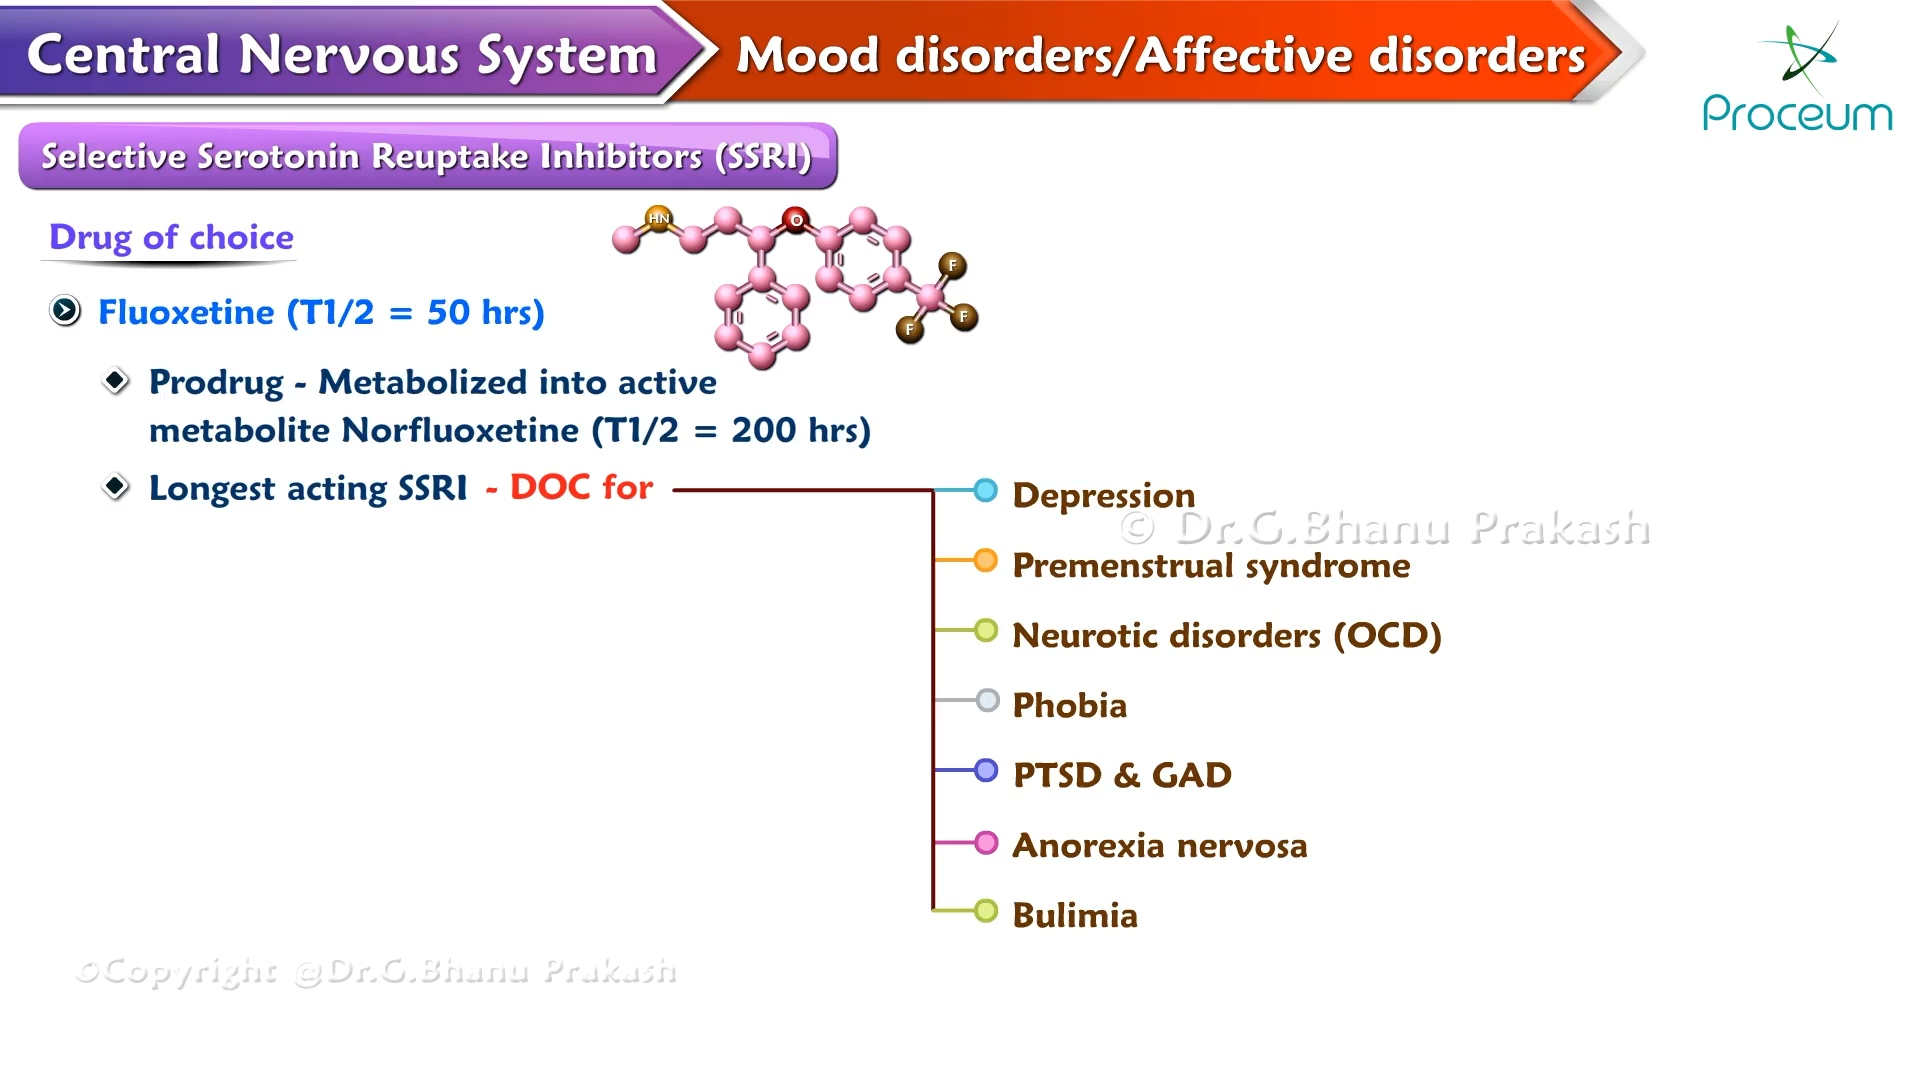 Central Nervous System
Mood disorders/Affective disorders
Proceum
Selective Serotonin Reuptake Inhibitors (SSRI)
Drug of choice
HN
O
F
F
F
Fluoxetine (T1/2 = 50 hrs)
Prodrug - Metabolized into active
metabolite Norfluoxetine (T1/2 = 200 hrs)
Longest acting SSRI - DOC for
Depression
© Dr.G.Bhanu Prakash
Premenstrual syndrome
Neurotic disorders (OCD)
Phobia
PTSD & GAD
Anorexia nervosa
Bulimia
©Copyright @Dr.G.Bhanu Prakash